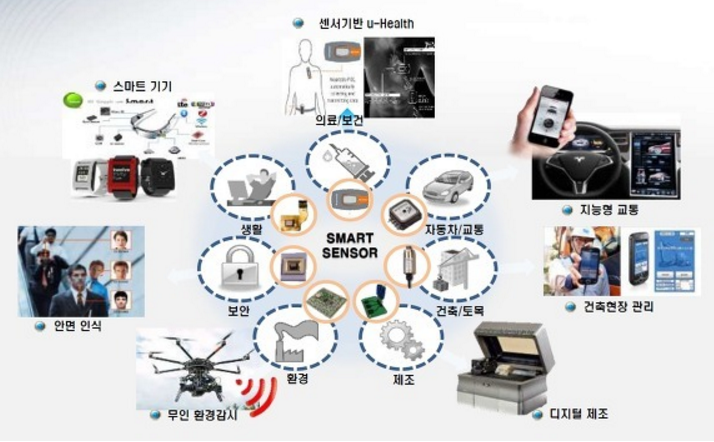 센서기반 u-Health
스마트 기기
의료/보건
생활
자동차/교통
지능형 교통
SMART
SENSOR
보안
건축/토목
안면 인식
건축현장 관리
환경
제조
무인 환경감시
디지털 제조